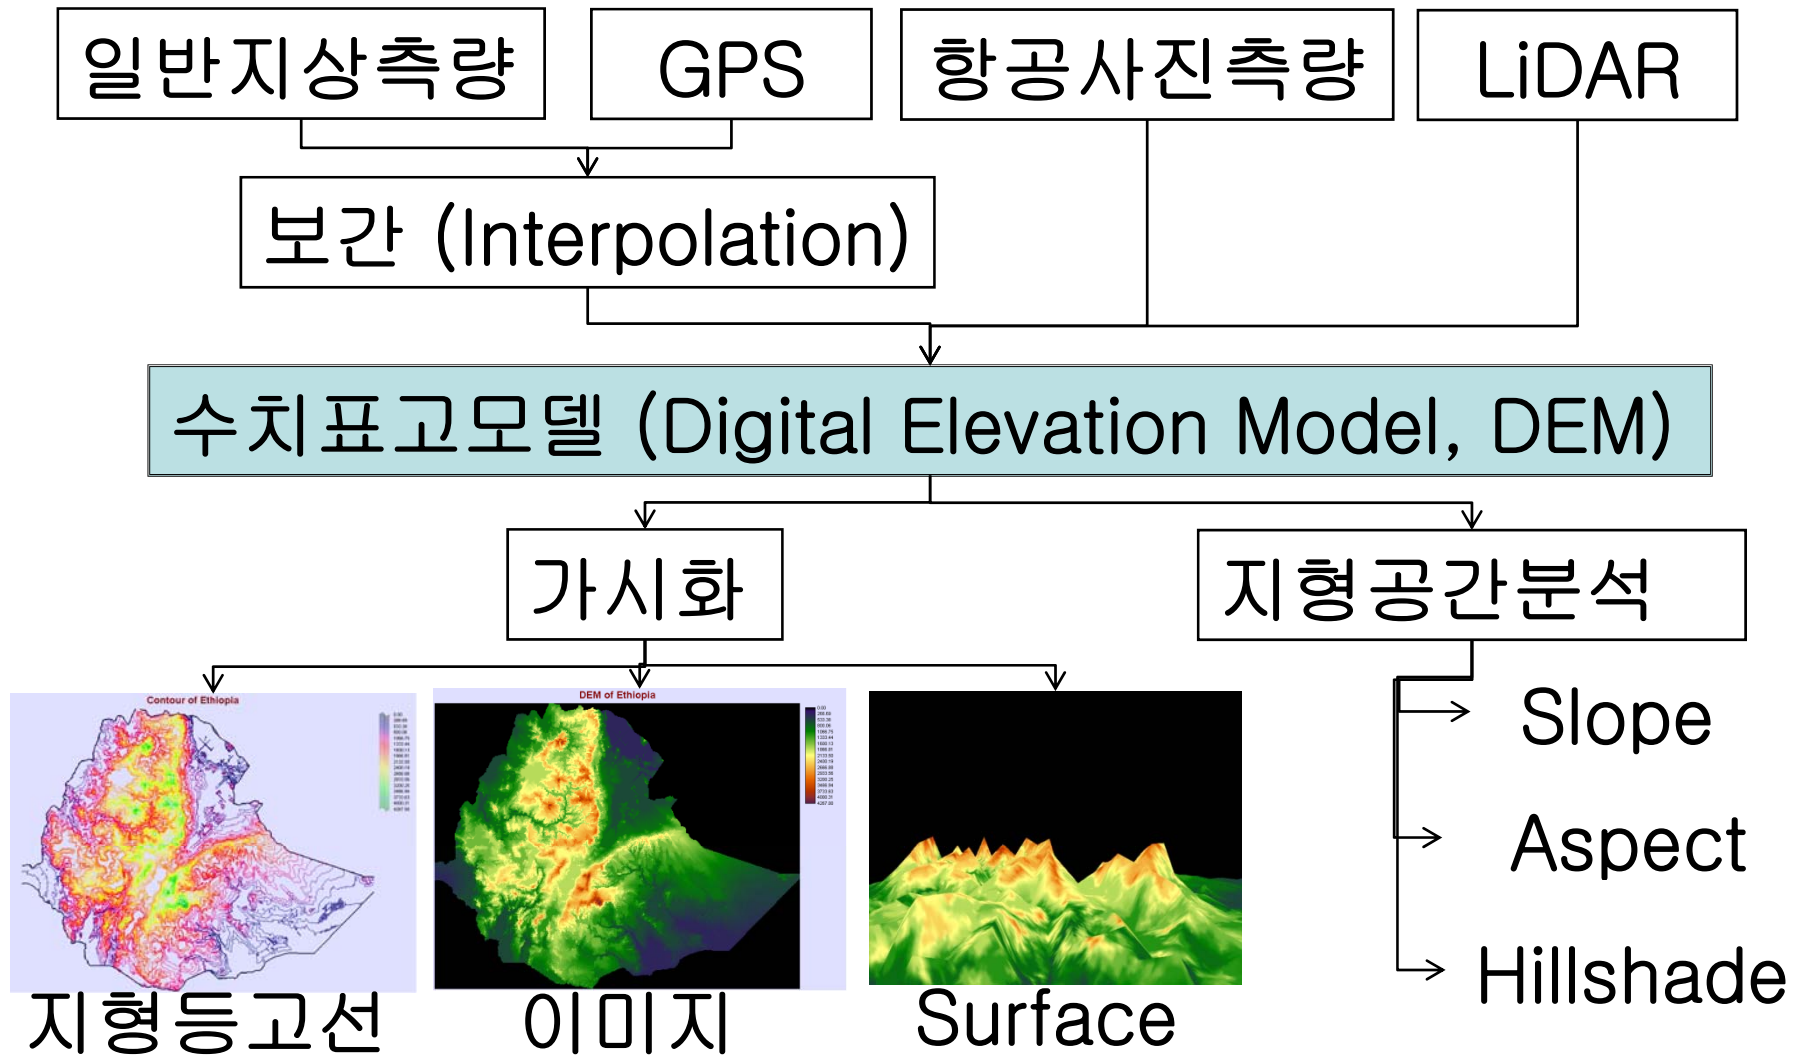 일반지상측량
GPS
항공사진측량
LiDAR
보간 (Interpolation)
수치표고모델 (Digital Elevation Model, DEM)
가시화
지형공간분석
Contour of Ethiopia
DEM of Ethiopia
Slope
Aspect
Hillshade
지형등고선
이미지
Surface